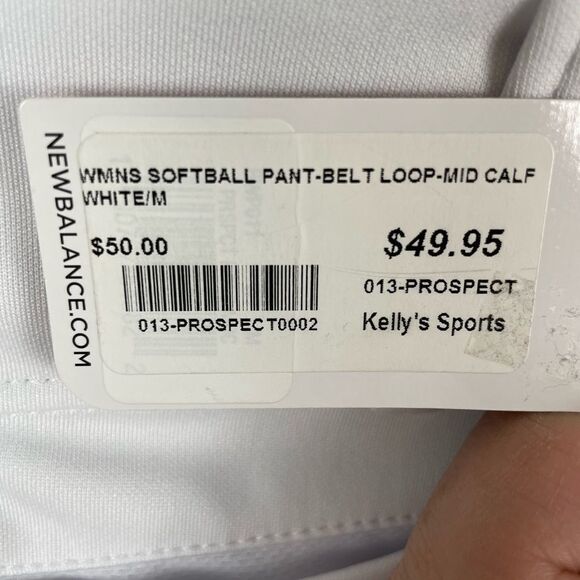 NEWBALANCE.COM
WMNS SOFTBALL PANT-BELT LOOP-MID CALF
WHITE/M
$50.00
$49.95
013-PROSPECT
013-PROSPECT0002
Kelly's Sports